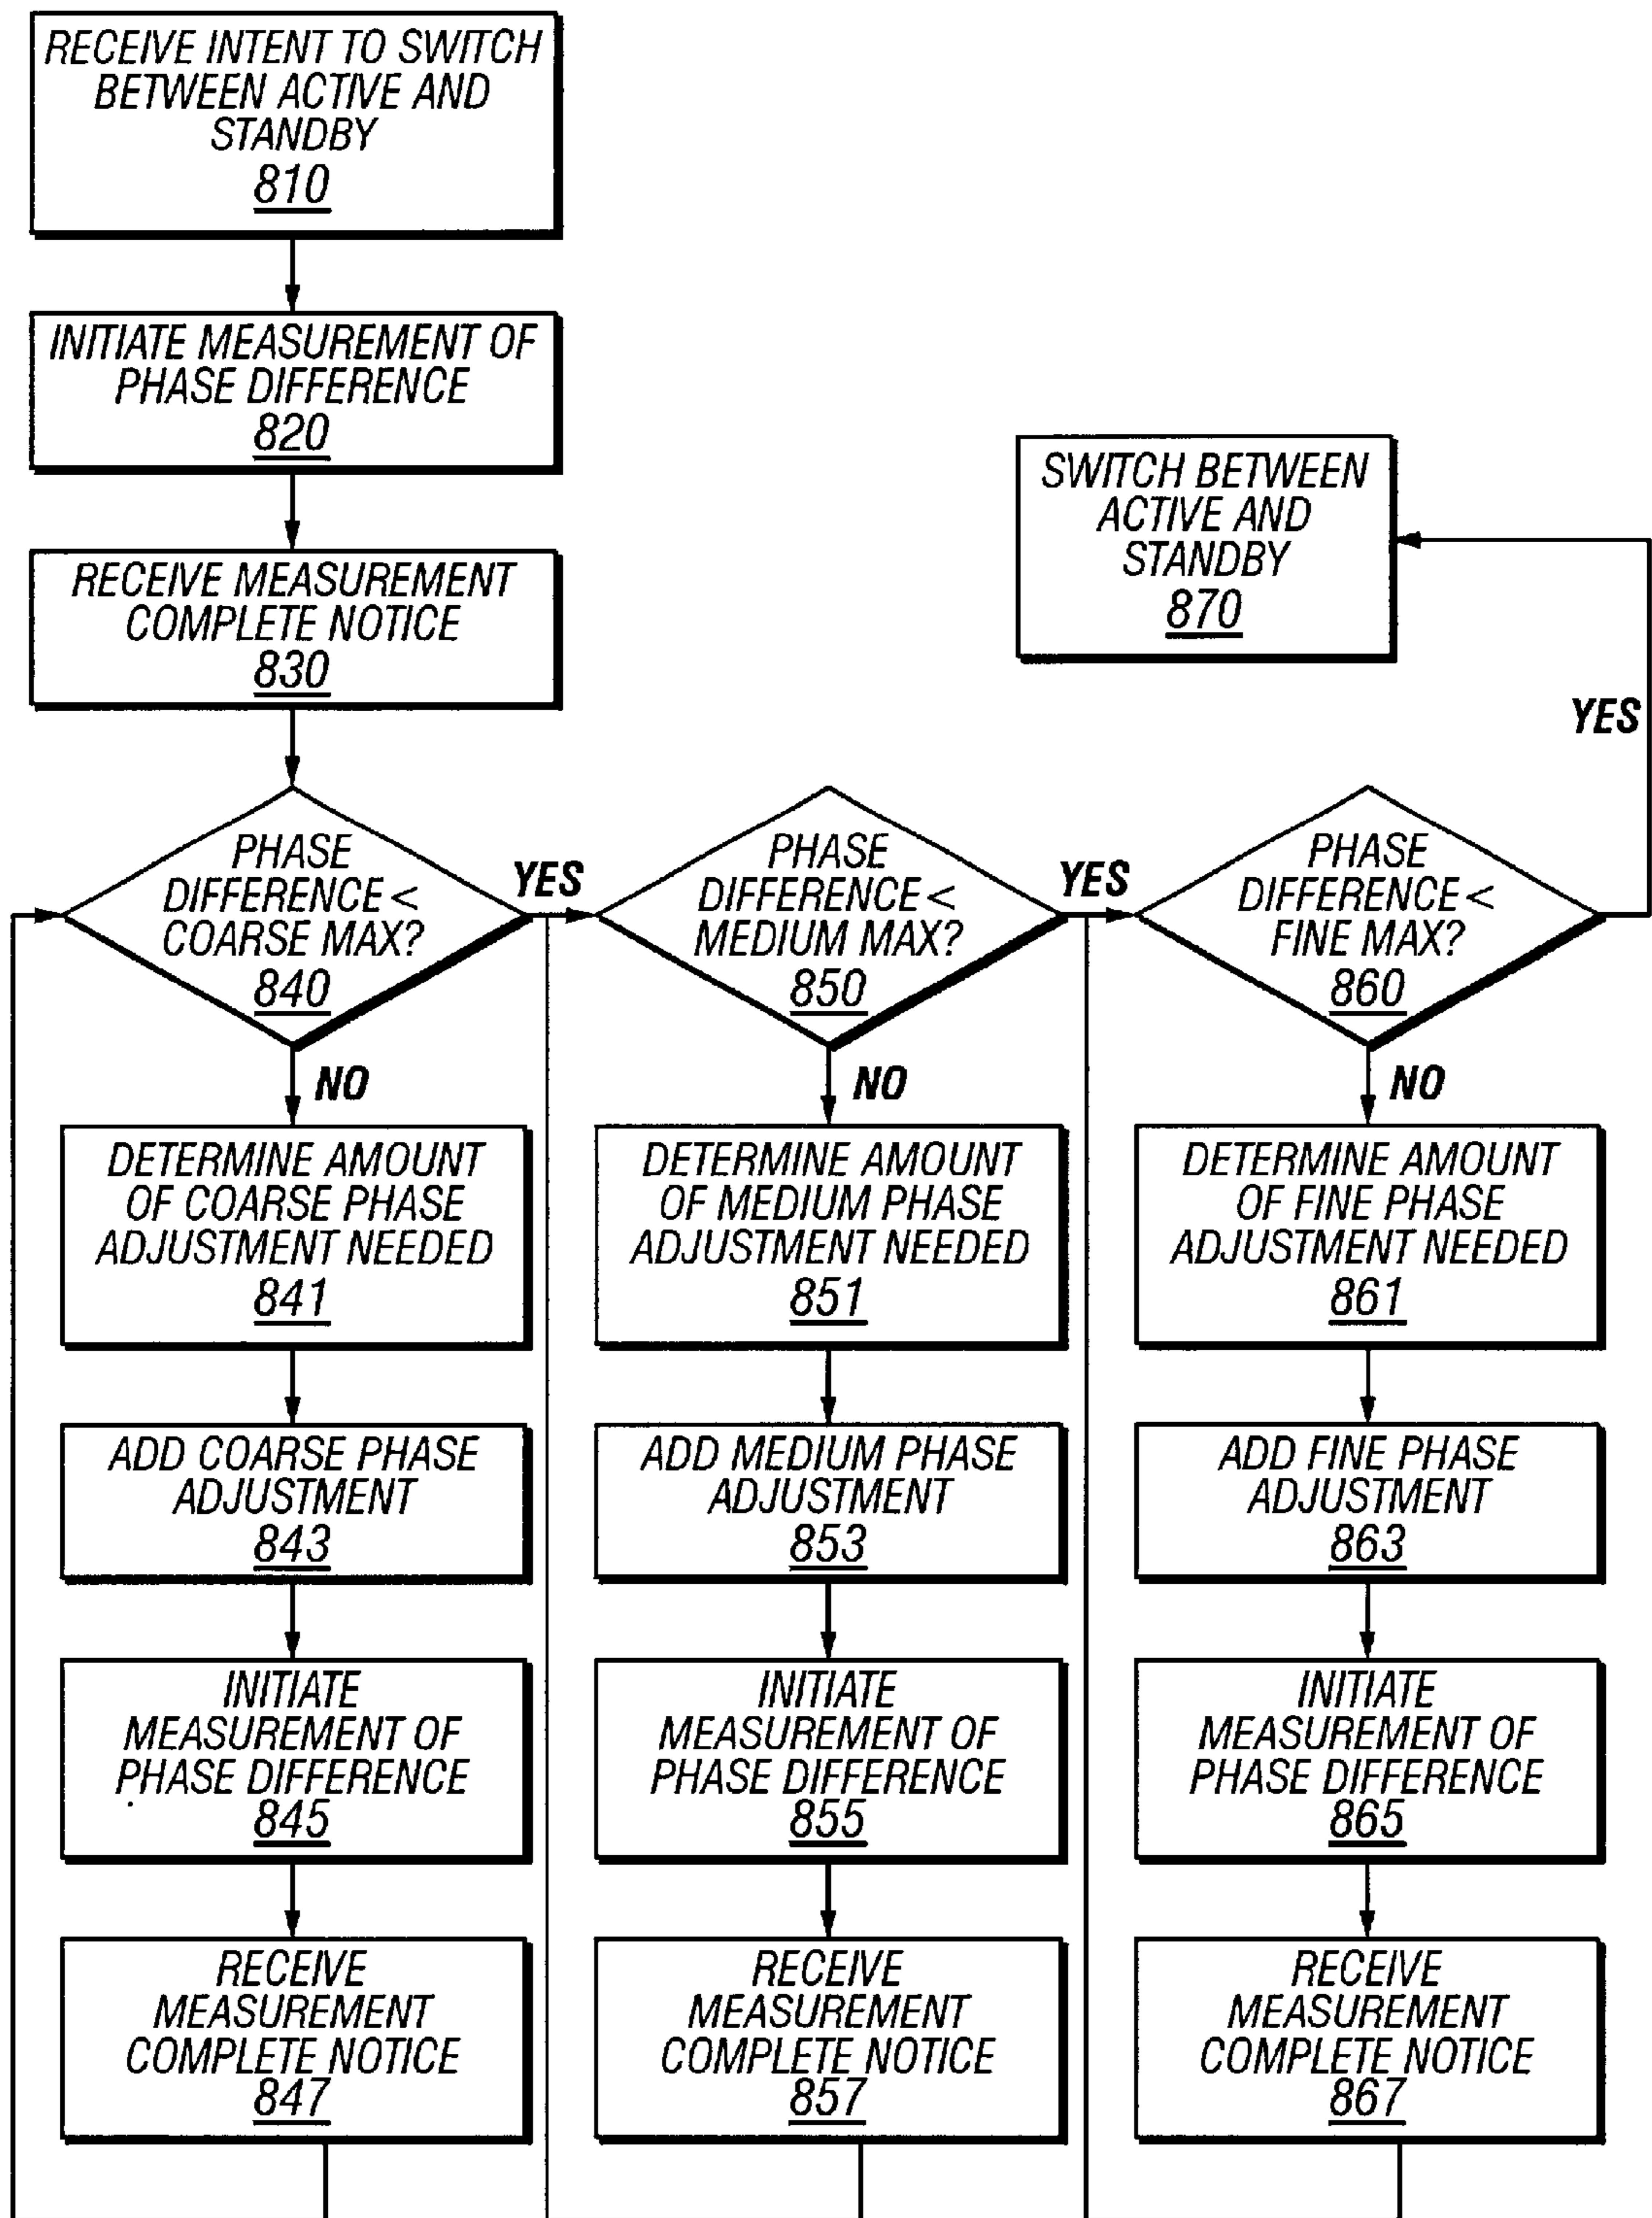 RECEIVE INTENT TO SWITCH
BETWEEN ACTIVE AND
STANDBY
810
INITIATE MEASUREMENT OF
PHASE DIFFERENCE
820
RECEIVE MEASUREMENT
COMPLETE NOTICE
830
SWITCH BETWEEN
ACTIVE AND
STANDBY
870
YES
PHASE
DIFFERENCE <
COARSE MAX?
840
YES
NO
PHASE
DIFFERENCE <
MEDIUM MAX?
850
YES
NO
PHASE
DIFFERENCE <
FINE MAX?
860
NO
DETERMINE AMOUNT
OF COARSE PHASE
ADJUSTMENT NEEDED
841
DETERMINE AMOUNT
OF MEDIUM PHASE
ADJUSTMENT NEEDED
851
DETERMINE AMOUNT
OF FINE PHASE
ADJUSTMENT NEEDED
861
ADD COARSE PHASE
ADJUSTMENT
843
ADD MEDIUM PHASE
ADJUSTMENT
853
ADD FINE PHASE
ADJUSTMENT
863
INITIATE
MEASUREMENT OF
PHASE DIFFERENCE
845
INITIATE
MEASUREMENT OF
PHASE DIFFERENCE
855
INITIATE
MEASUREMENT OF
PHASE DIFFERENCE
865
RECEIVE
MEASUREMENT
COMPLETE NOTICE
847
RECEIVE
MEASUREMENT
COMPLETE NOTICE
857
RECEIVE
MEASUREMENT
COMPLETE NOTICE
867